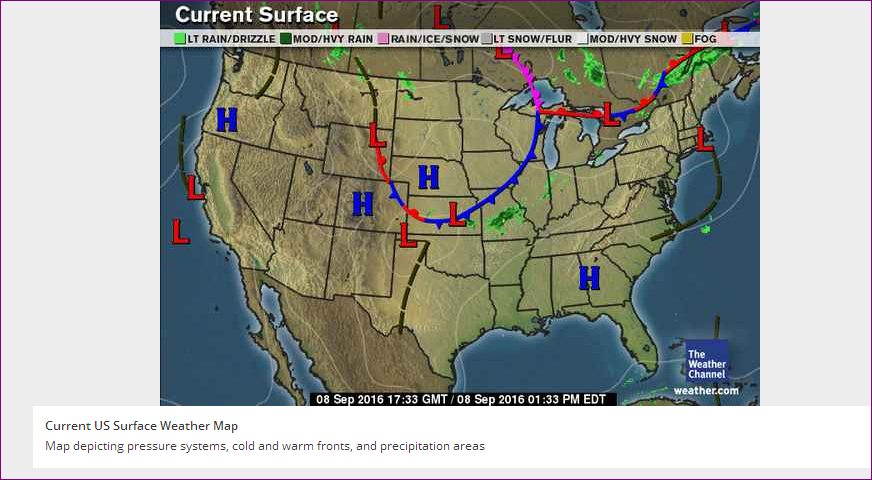 Current Surface
LT RAIN/DRIZZLE MOD/HVY RAIN RAIN/ICE/SNOW LT SNOW/FLUR MOD/HVY SNOW FOG
L
L
L
L
H
L
L
H
L
H
L
L
L
H
The
Weather
Channel
weather.com
08 Sep 2016 17:33 GMT / 08 Sep 2016 01:33 PM EDT
Current US Surface Weather Map
Map depicting pressure systems, cold and warm fronts, and precipitation areas